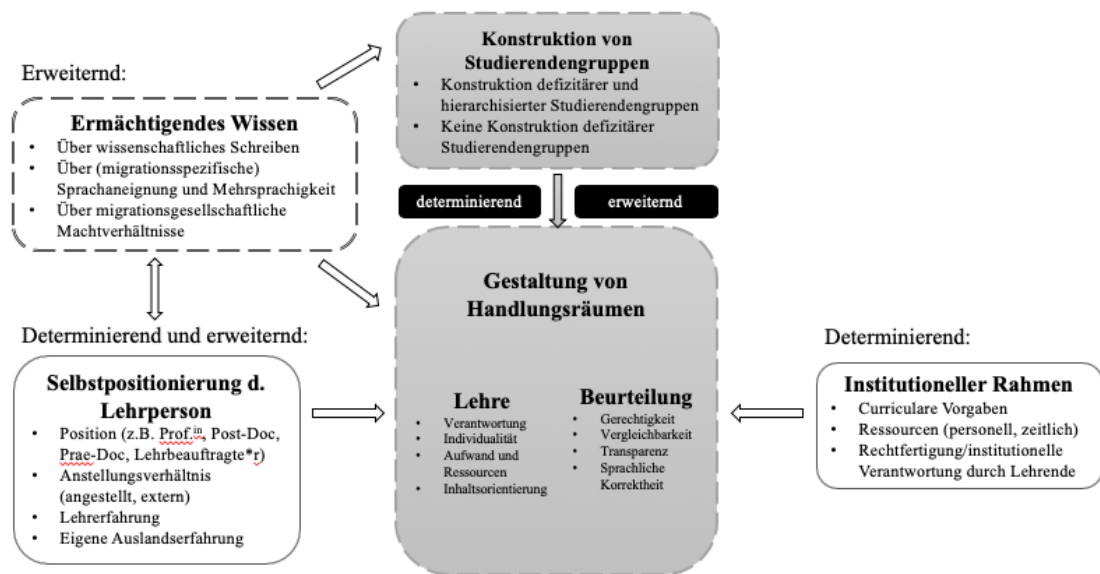 Erweiternd:
Ermächtigendes Wissen
• Über wissenschaftliches Schreiben
• Über (migrationsspezifische)
Sprachaneignung und Mehrsprachigkeit
• Über migrationsgesellschaftliche
Machtverhältnisse
Konstruktion von
Studierendengruppen
• Konstruktion defizitärer und
hierarchisierter Studierendengruppen
• Keine Konstruktion defizitärer
Studierendengruppen
determinierend
erweiternd
Gestaltung von
Handlungsräumen
Lehre
• Verantwortung
• Individualität
• Aufwand und
Ressourcen
• Inhaltsorientierung
Beurteilung
• Gerechtigkeit
• Vergleichbarkeit
• Transparenz
• Sprachliche
Korrektheit
Determinierend und erweiternd:
Selbstpositionierung d.
Lehrperson
• Position (z.B. Prof.in, Post-Doc,
Prae-Doc, Lehrbeauftragte*r)
• Anstellungsverhältnis
(angestellt, extern)
• Lehrerfahrung
• Eigene Auslandserfahrung
Determinierend:
Institutioneller Rahmen
• Curriculare Vorgaben
• Ressourcen (personell, zeitlich)
• Rechtfertigung/institutionelle
Verantwortung durch Lehrende